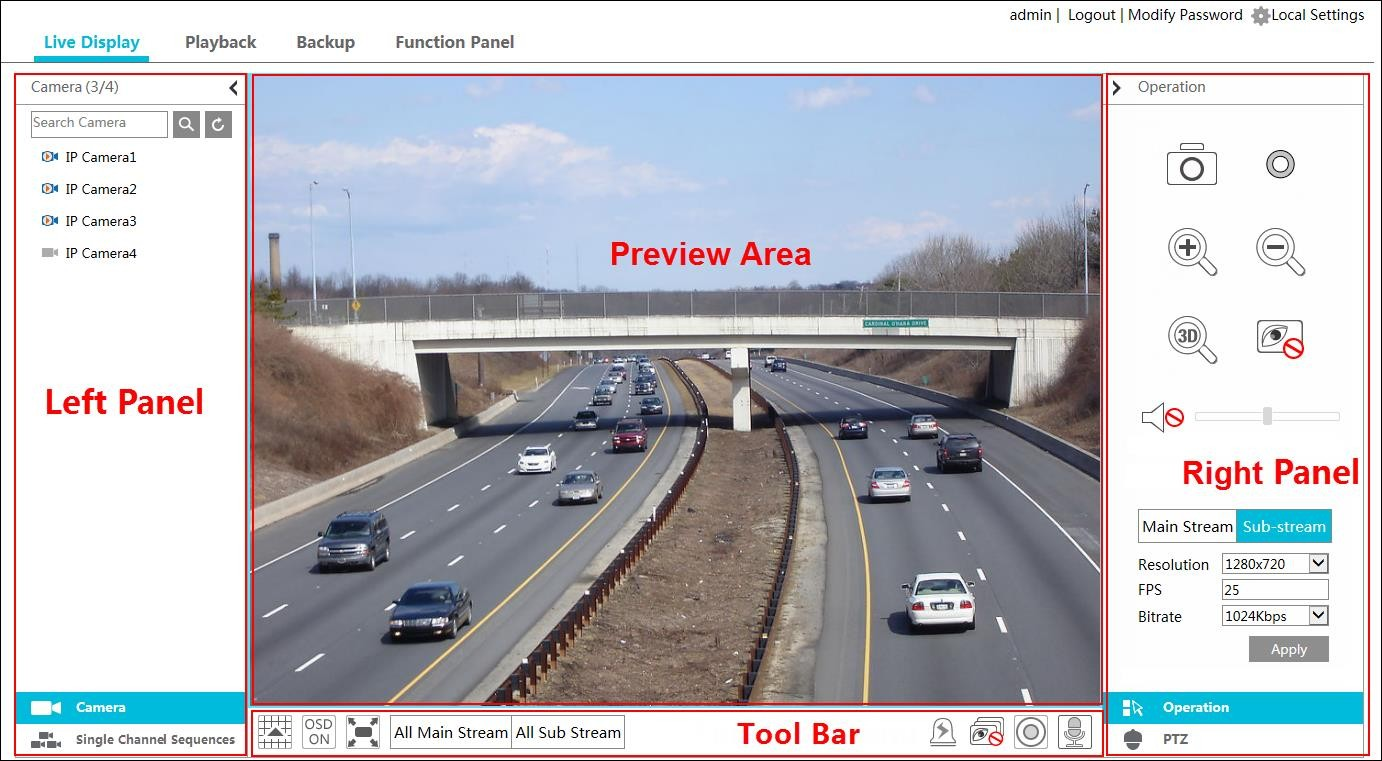 admin | Logout | Modify Password Local Settings
Live Display Playback Backup Function Panel
Camera (3/4)
Search Camera
IP Camera1
IP Camera2
IP Camera3
IP Camera4
Left Panel
Camera
Single Channel Sequences
Preview Area
CARDINAL O'HARA DRIVE
OSD
ON
All Main Stream All Sub Stream
Tool Bar
Operation
3D
Right Panel
Main Stream Sub-stream
Resolution 1280x720
FPS 25
Bitrate 1024Kbps
Apply
Operation
PTZ